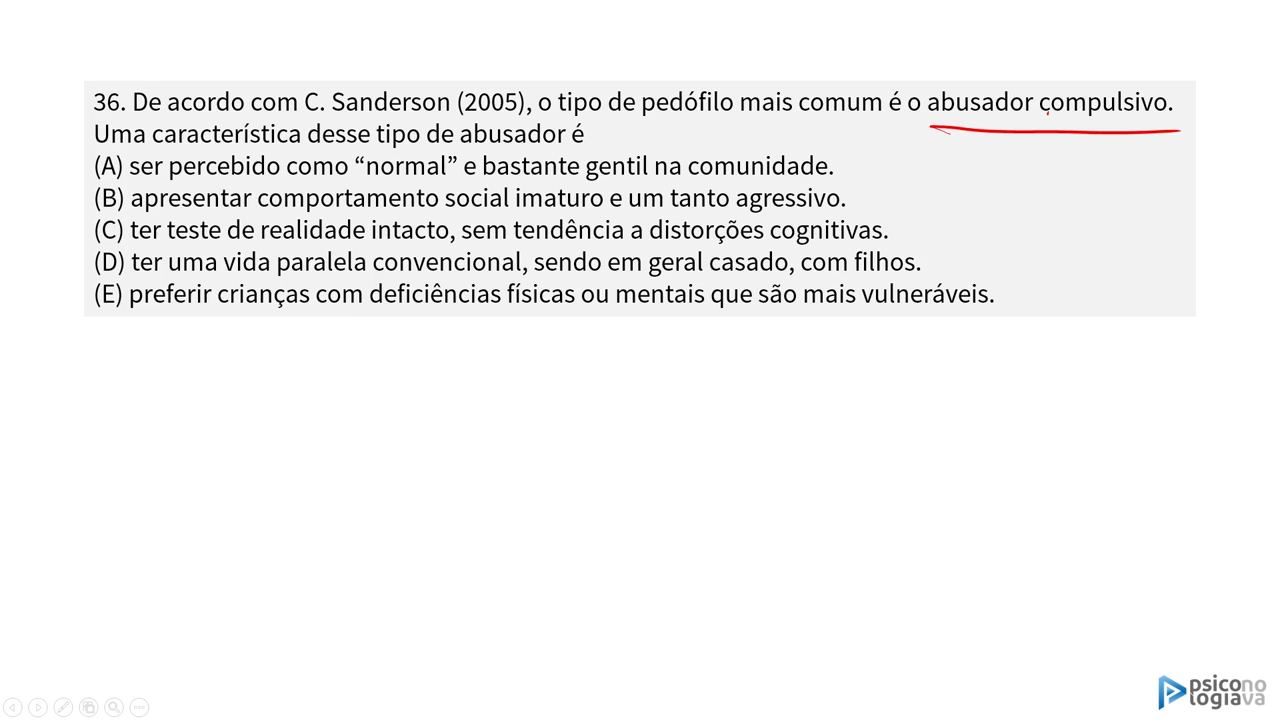 36. De acordo com C. Sanderson (2005), o tipo de pedófilo mais comum é o abusador compulsivo.
Uma característica desse tipo de abusador é
(A) ser percebido como “normal” e bastante gentil na comunidade.
(B) apresentar comportamento social imaturo e um tanto agressivo.
(C) ter teste de realidade intacto, sem tendência a distorções cognitivas.
(D) ter uma vida paralela convencional, sendo em geral casado, com filhos.
(E) preferir crianças com deficiências físicas ou mentais que são mais vulneráveis.
psicono
logiava